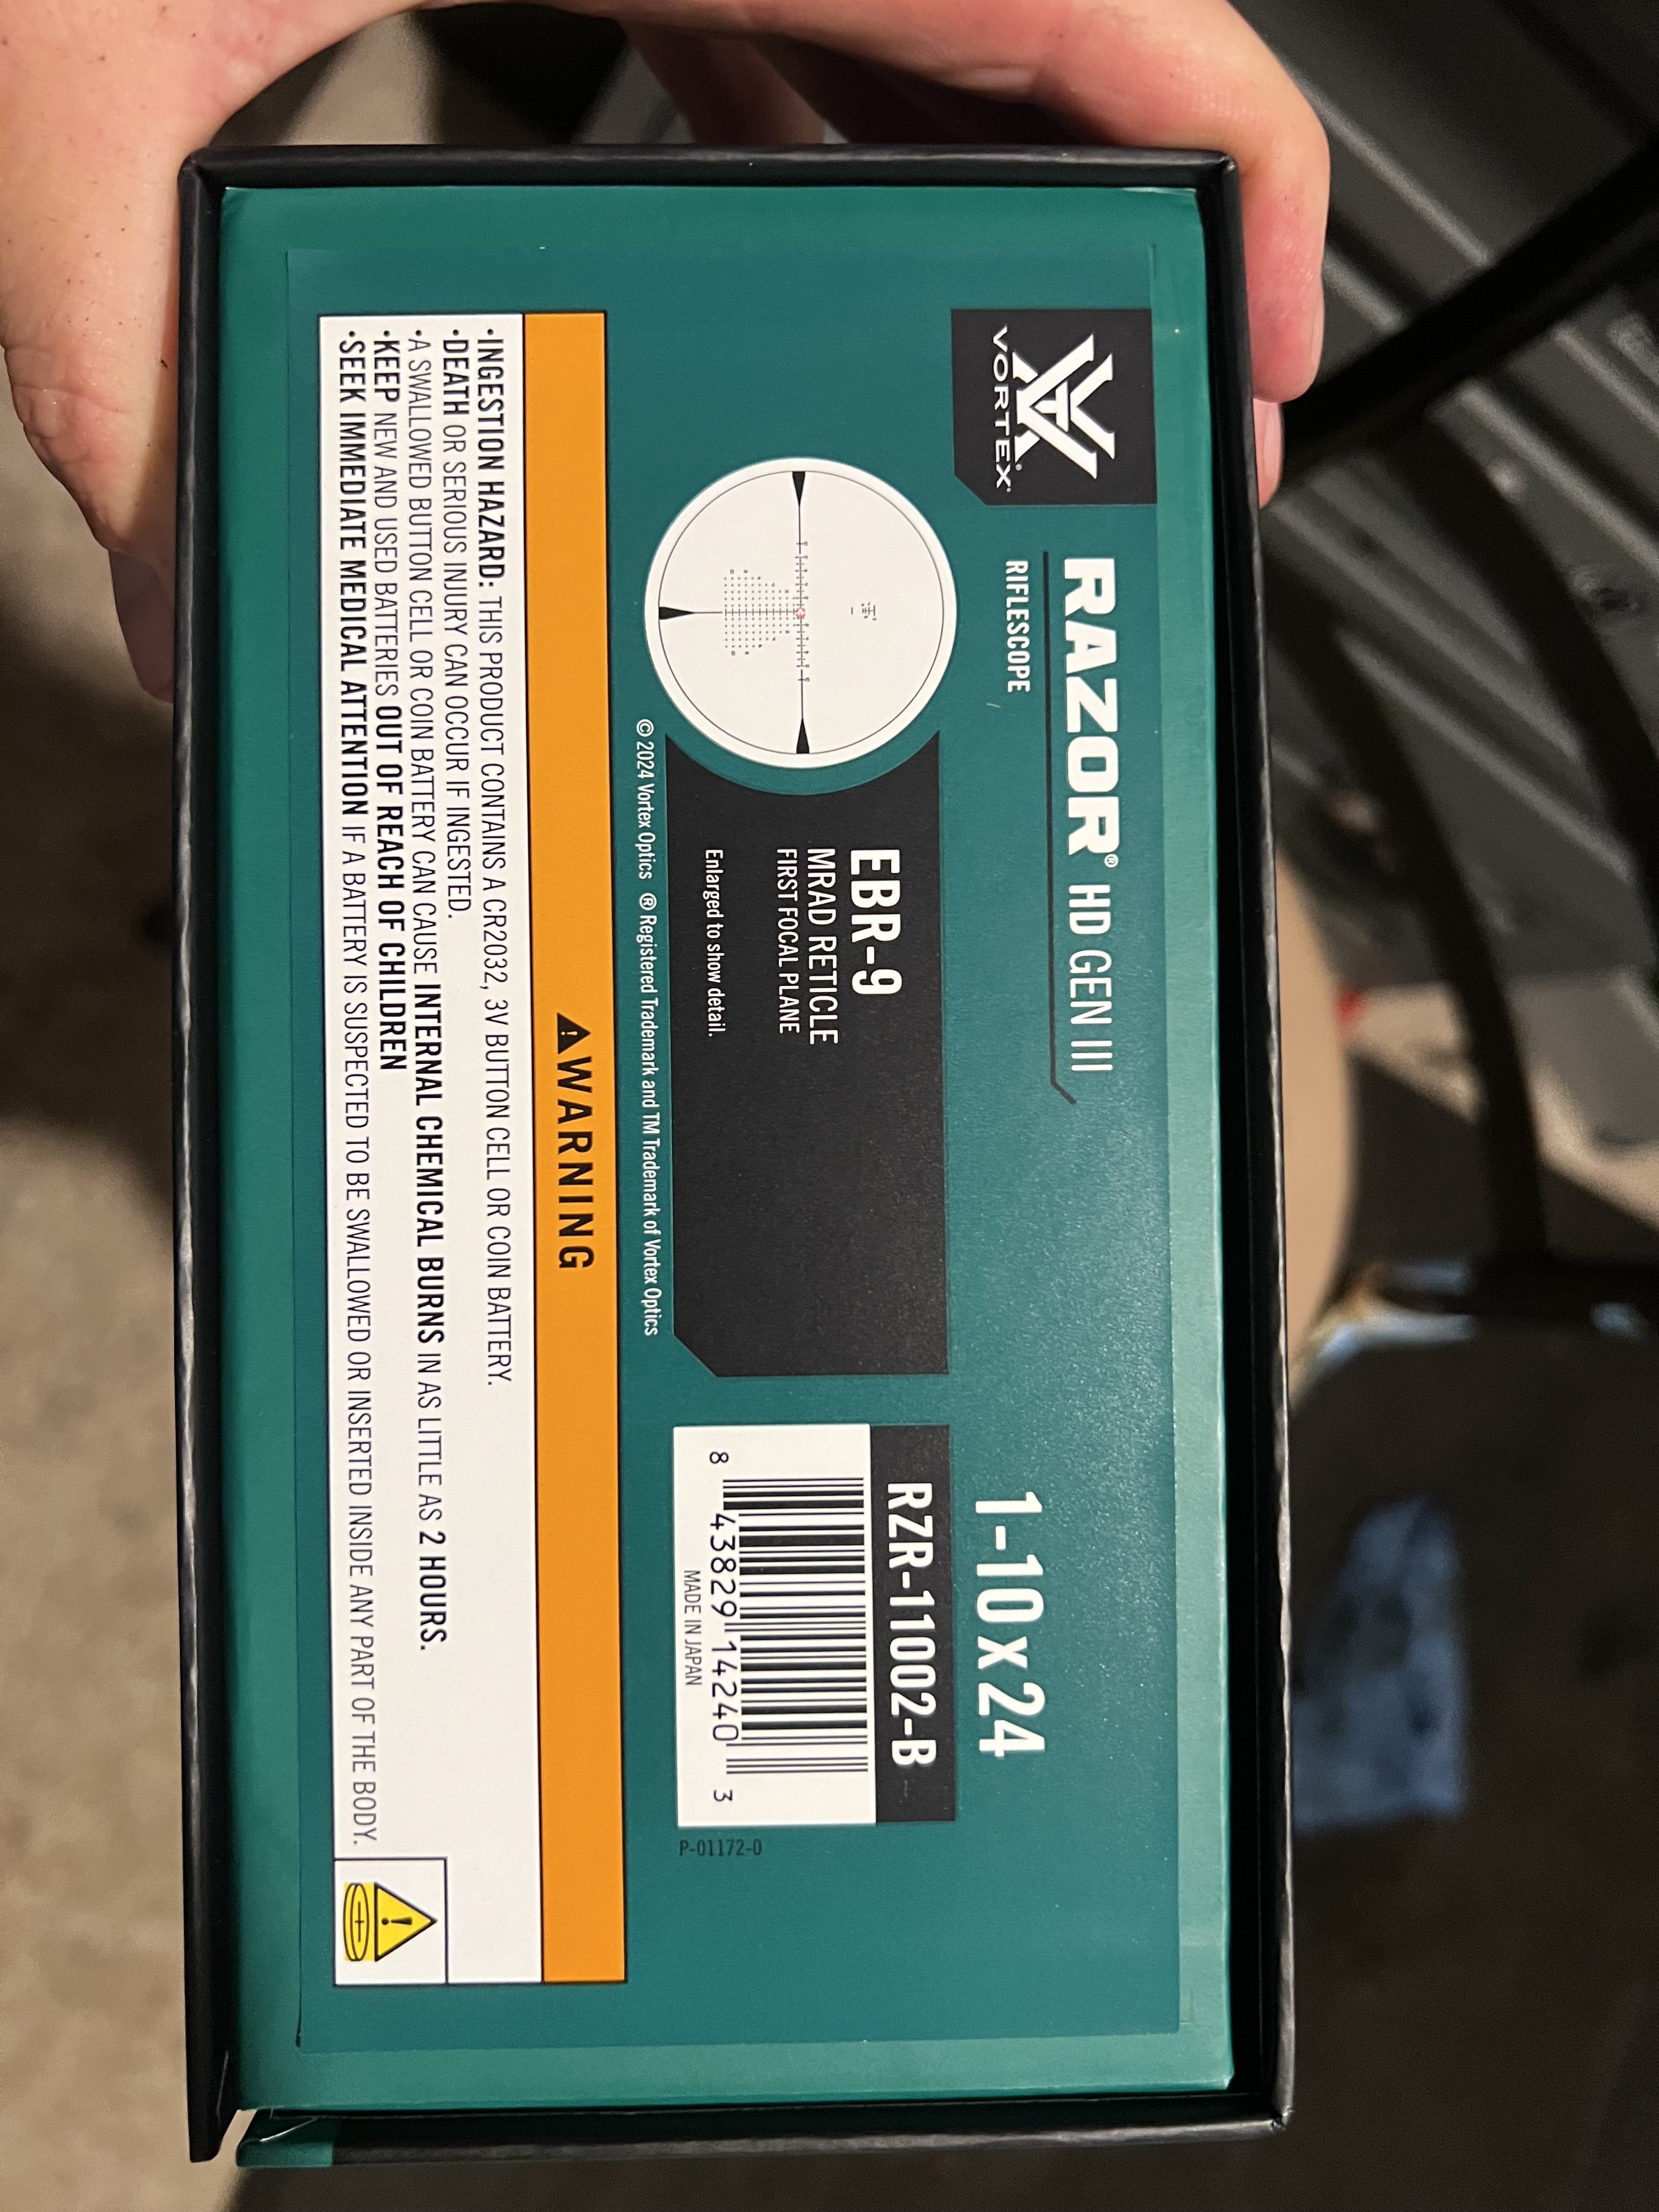 VORTEX®
RAZOR® HD GEN III
RIFLESCOPE
1-10x24
EBR-9
MRAD RETICLE
FIRST FOCAL PLANE
Enlarged to show detail.
RZR-11002-B
8 43829 14240 3
MADE IN JAPAN
P-01172-0
© 2024 Vortex Optics ® Registered Trademark and TM Trademark of Vortex Optics
WARNING
•INGESTION HAZARD: THIS PRODUCT CONTAINS A CR2032, 3V BUTTON CELL OR COIN BATTERY.
•DEATH OR SERIOUS INJURY CAN OCCUR IF INGESTED.
•A SWALLOWED BUTTON CELL OR COIN BATTERY CAN CAUSE INTERNAL CHEMICAL BURNS IN AS LITTLE AS 2 HOURS.
•KEEP NEW AND USED BATTERIES OUT OF REACH OF CHILDREN
•SEEK IMMEDIATE MEDICAL ATTENTION IF A BATTERY IS SUSPECTED TO BE SWALLOWED OR INSERTED INSIDE ANY PART OF THE BODY.